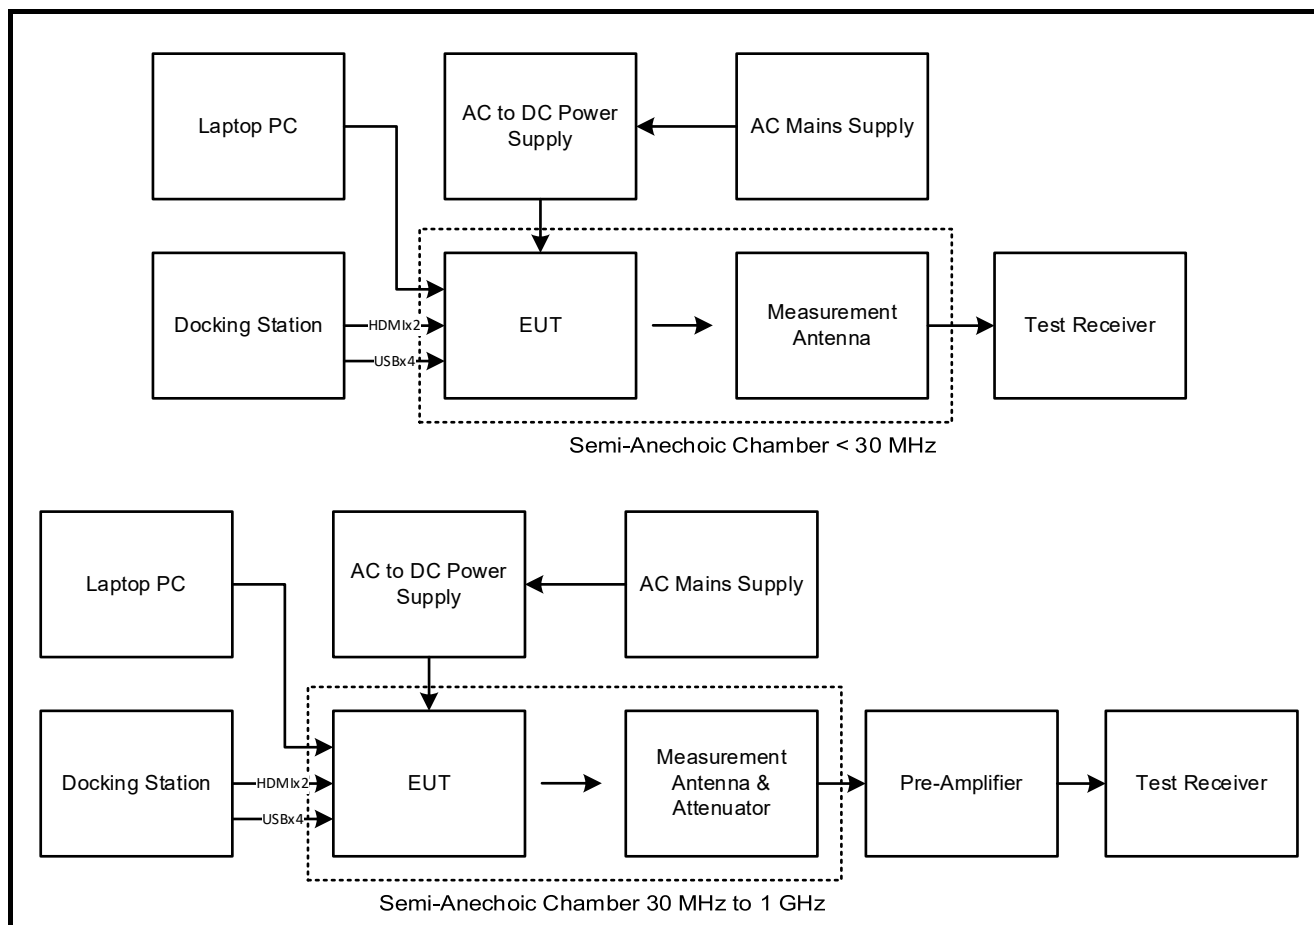 Laptop PC
AC to DC Power
Supply
AC Mains Supply
Docking Station
HDMIx2
USBx4
EUT
Measurement
Antenna
Test Receiver
Semi-Anechoic Chamber < 30 MHz
Laptop PC
AC to DC Power
Supply
AC Mains Supply
Docking Station
HDMIx2
USBx4
EUT
Measurement
Antenna &
Attenuator
Pre-Amplifier
Test Receiver
Semi-Anechoic Chamber 30 MHz to 1 GHz